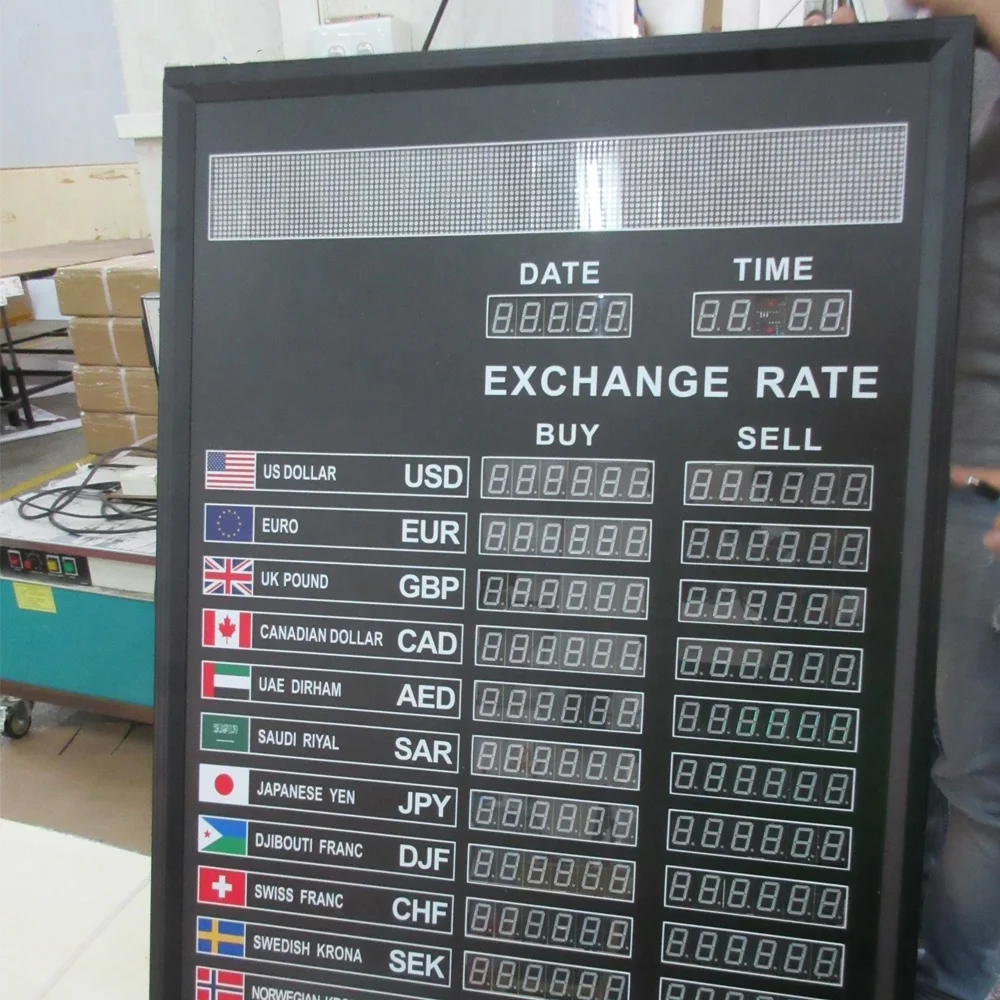 DATE TIME
EXCHANGE RATE
BUY SELL
US DOLLAR USD
EURO EUR
UK POUND GBP
CANADIAN DOLLAR CAD
UAE DIRHAM AED
SAUDI RIYAL SAR
JAPANESE YEN JPY
DJIBOUTI FRANC DJF
SWISS FRANC CHF
SWEDISH KRONA SEK
NORWEGIAN